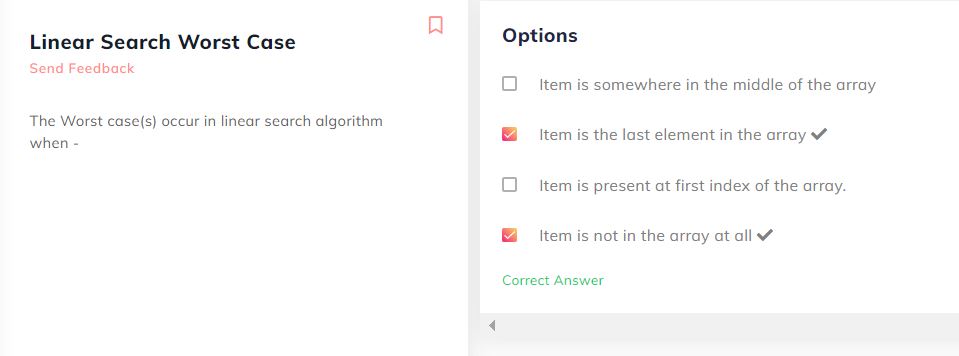 Linear Search Worst Case
Send Feedback
The Worst case(s) occur in linear search algorithm
when -
Options
Item is somewhere in the middle of the array
Item is the last element in the array
Item is present at first index of the array.
Item is not in the array at all
Correct Answer